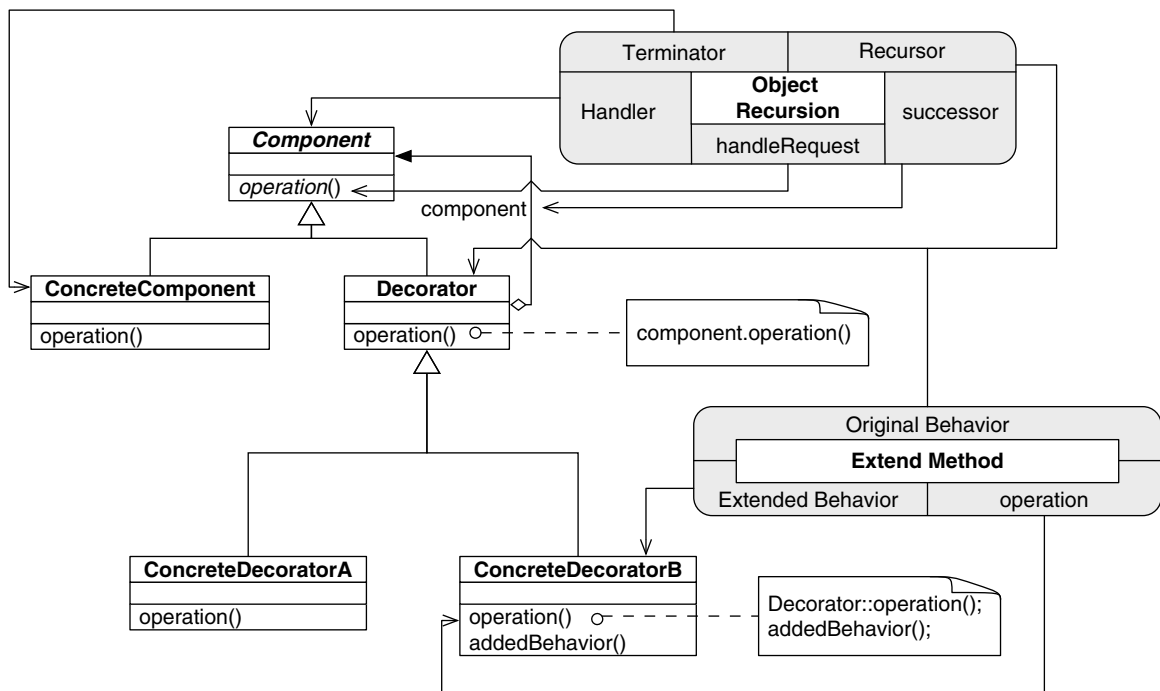 Terminator
Recursor
Handler
Object
Recursion
successor
handleRequest
Component
operation()
component
ConcreteComponent
operation()
Decorator
operation()
component.operation()
Original Behavior
Extend Method
Extended Behavior
operation
ConcreteDecoratorA
operation()
ConcreteDecoratorB
operation()
addedBehavior()
Decorator::operation();
addedBehavior();